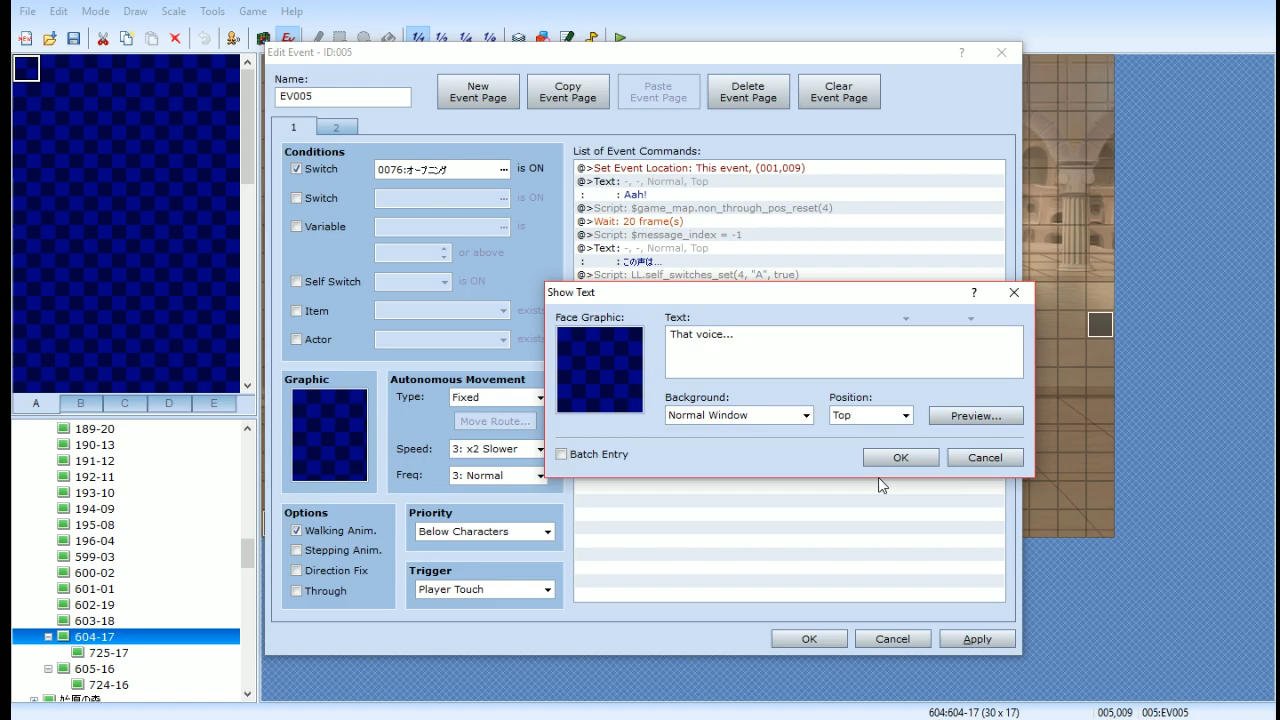 File Edit Mode Draw Scale Tools Game Help
Edit Event - ID:005
Name:
EV005
New Event Page
Copy Event Page
Paste Event Page
Delete Event Page
Clear Event Page
1 2
Conditions
Switch 0076:オープニング ... is ON
Switch ... is ON
Variable ... is
or above
Self Switch is ON
Item exists
Actor exists
Graphic
Autonomous Movement
Type: Fixed
Move Route...
Speed: 3: x2 Slower
Freq: 3: Normal
Options
Walking Anim.
Stepping Anim.
Direction Fix
Through
Priority
Below Characters
Trigger
Player Touch
List of Event Commands:
@>Set Event Location: This event, (001,009)
@>Text: -, -, Normal, Top
: : Aah!
@>Script: $game_map.non_through_pos_reset(4)
@>Wait: 20 frame(s)
@>Script: $message_index = -1
@>Text: -, -, Normal, Top
: : この声は…
@>Script: LL.self_switches_set(4, "A", true)
Show Text
Face Graphic:
Text:
That voice...
Background:
Normal Window
Position:
Top
Preview...
Batch Entry
OK Cancel
OK Cancel Apply
A B C D E
189-20
190-13
191-12
192-11
193-10
194-09
195-08
196-04
599-03
600-02
601-01
602-19
603-18
604-17
725-17
605-16
724-16
始原の森
604:604-17 (30 x 17) 005,009 005:EV005